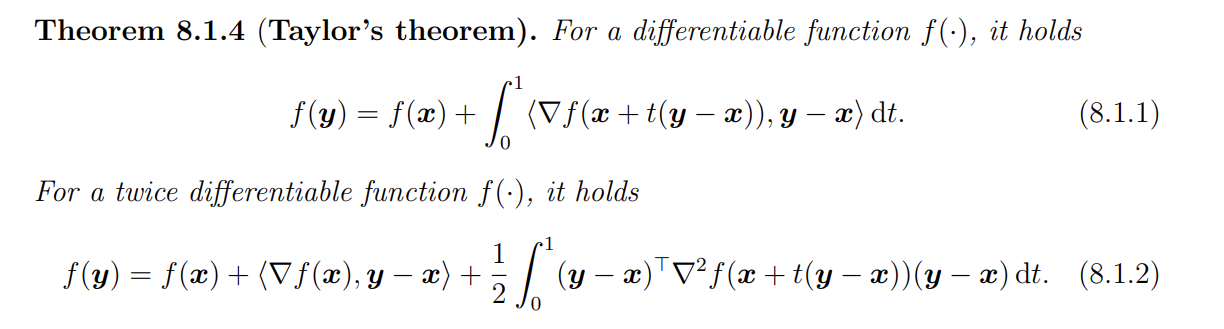 Theorem 8.1.4 (Taylor's theorem). For a differentiable function f(·), it holds
f(y) = f(x) + ∫₀¹ ⟨∇f(x + t(y − x)), y − x⟩ dt. (8.1.1)
For a twice differentiable function f(·), it holds
f(y) = f(x) + ⟨∇f(x), y − x⟩ + 1/2 ∫₀¹ (y − x)⊤∇²f(x + t(y − x))(y − x) dt. (8.1.2)